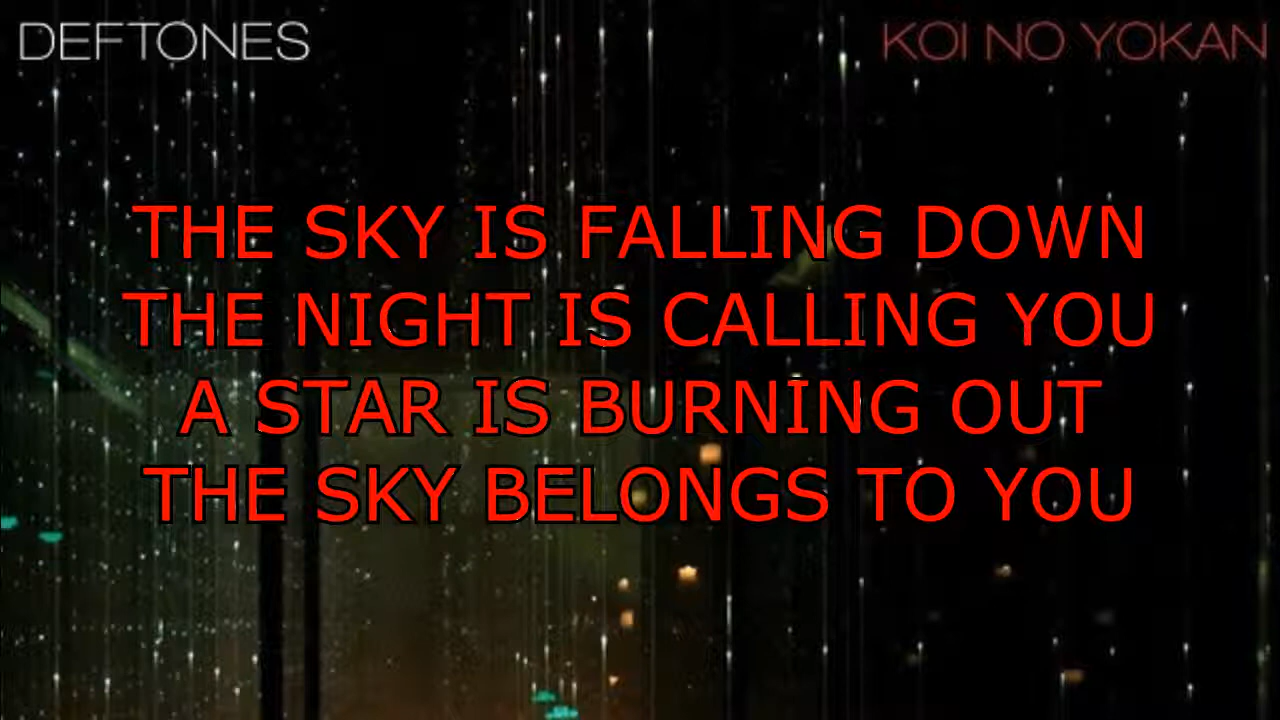 DEFTONES
KOI NO YOKAN
THE SKY IS FALLING DOWN
THE NIGHT IS CALLING YOU
A STAR IS BURNING OUT
THE SKY BELONGS TO YOU